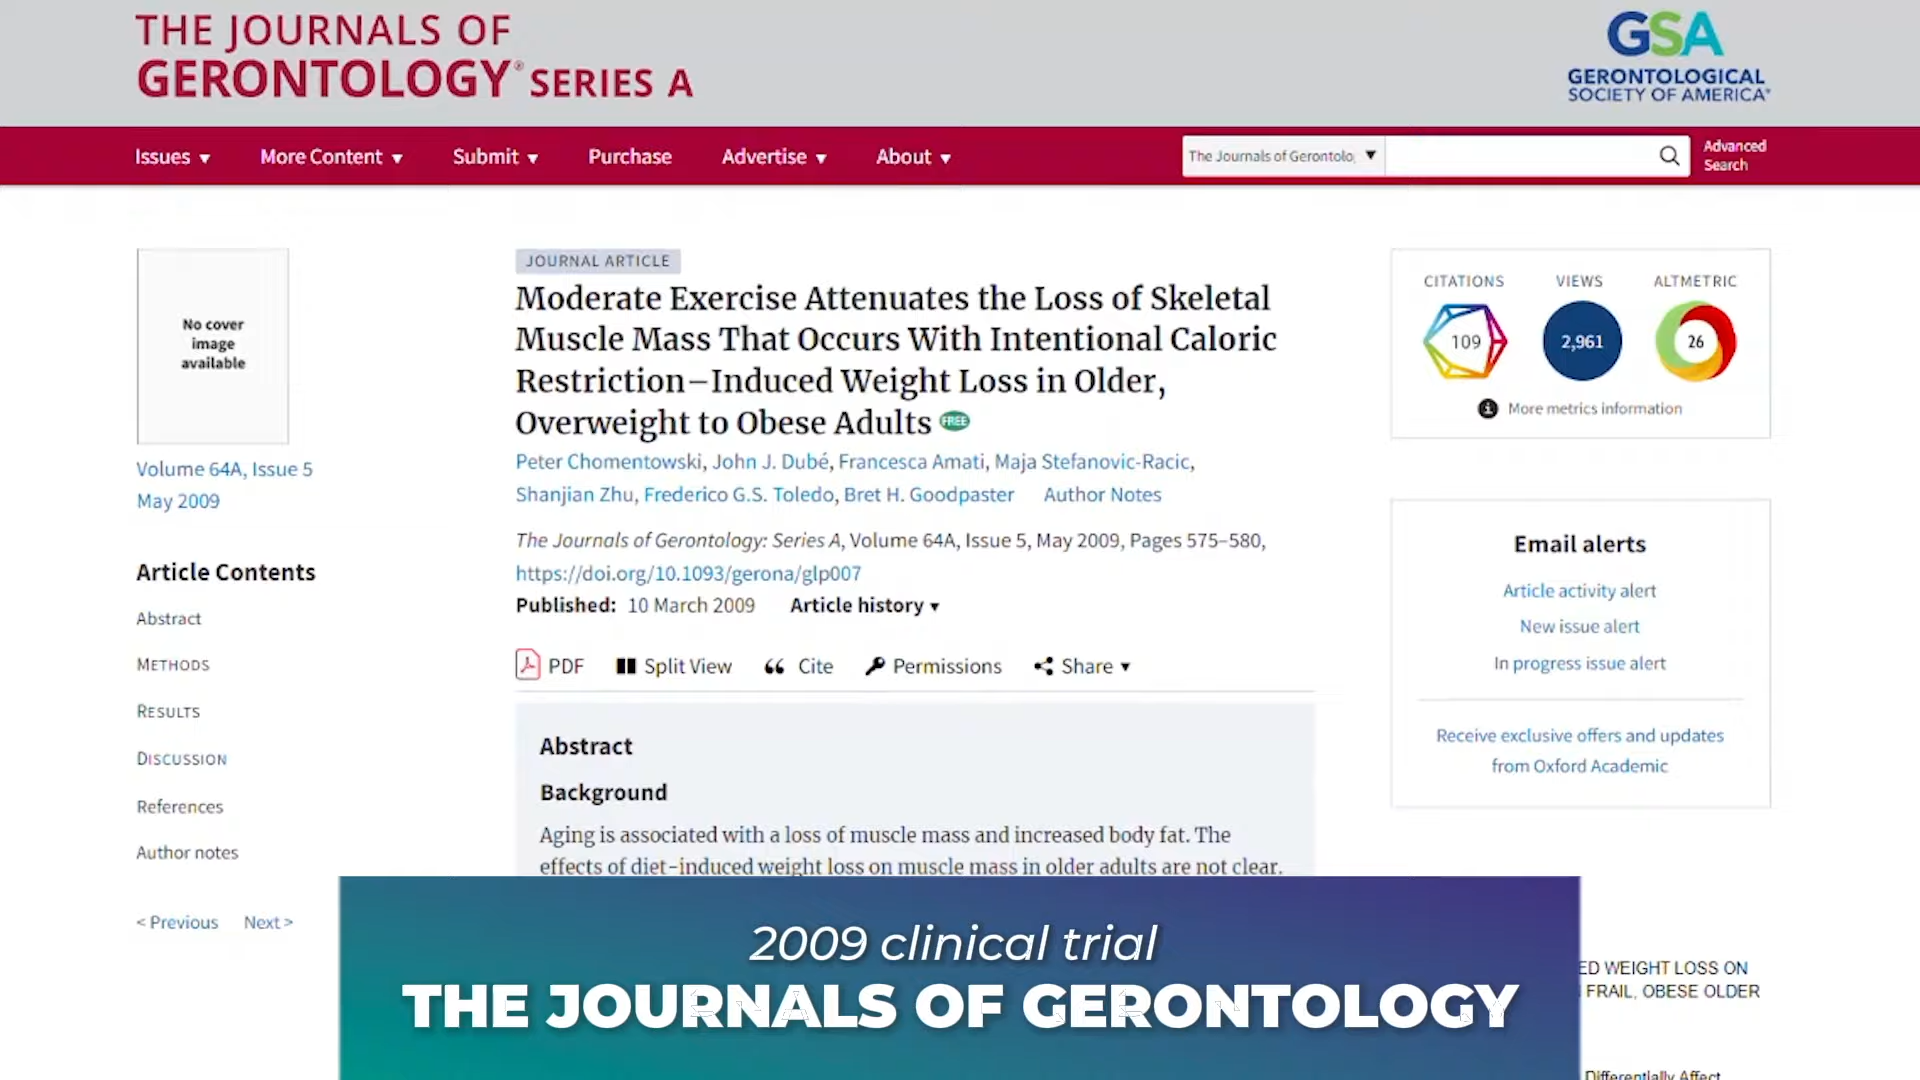 THE JOURNALS OF
GERONTOLOGY® SERIES A
GSA
GERONTOLOGICAL
SOCIETY OF AMERICA®
Issues ▼ More Content ▼ Submit ▼ Purchase Advertise ▼ About ▼
The Journals of Gerontolo ▼
Advanced
Search
No cover
image
available
Volume 64A, Issue 5
May 2009
Article Contents
Abstract
METHODS
RESULTS
DISCUSSION
References
Author notes
< Previous Next >
JOURNAL ARTICLE
Moderate Exercise Attenuates the Loss of Skeletal
Muscle Mass That Occurs With Intentional Caloric
Restriction–Induced Weight Loss in Older,
Overweight to Obese Adults FREE
Peter Chomentowski, John J. Dubé, Francesca Amati, Maja Stefanovic-Racic,
Shanjian Zhu, Frederico G.S. Toledo, Bret H. Goodpaster Author Notes
The Journals of Gerontology: Series A, Volume 64A, Issue 5, May 2009, Pages 575–580,
https://doi.org/10.1093/gerona/glp007
Published: 10 March 2009 Article history ▼
PDF Split View Cite Permissions Share ▼
Abstract
Background
Aging is associated with a loss of muscle mass and increased body fat. The
effects of diet-induced weight loss on muscle mass in older adults are not clear.
CITATIONS VIEWS ALTMETRIC
109 2,961 26
More metrics information
Email alerts
Article activity alert
New issue alert
In progress issue alert
Receive exclusive offers and updates
from Oxford Academic
ED WEIGHT LOSS ON
FRAIL, OBESE OLDER
Differentially Affect
2009 clinical trial
THE JOURNALS OF GERONTOLOGY